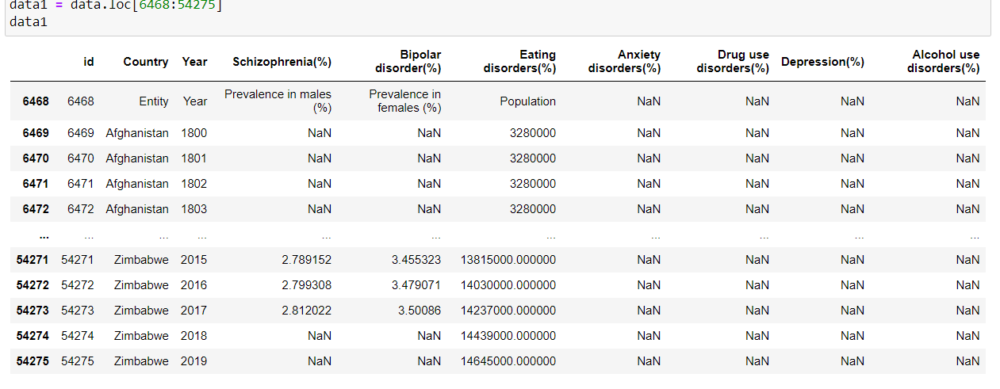 data1 = data.loc[6468:54275]
data1
id Country Year Schizophrenia(%) Bipolar disorder(%) Eating disorders(%) Anxiety disorders(%) Drug use disorders(%) Depression(%) Alcohol use disorders(%)
6468 6468 Entity Year Prevalence in males (%) Prevalence in females (%) Population NaN NaN NaN NaN
6469 6469 Afghanistan 1800 NaN NaN 3280000 NaN NaN NaN NaN
6470 6470 Afghanistan 1801 NaN NaN 3280000 NaN NaN NaN NaN
6471 6471 Afghanistan 1802 NaN NaN 3280000 NaN NaN NaN NaN
6472 6472 Afghanistan 1803 NaN NaN 3280000 NaN NaN NaN NaN
... ... ... ... ... ... ... ... ... ... ...
54271 54271 Zimbabwe 2015 2.789152 3.455323 13815000.000000 NaN NaN NaN NaN
54272 54272 Zimbabwe 2016 2.799308 3.479071 14030000.000000 NaN NaN NaN NaN
54273 54273 Zimbabwe 2017 2.812022 3.50086 14237000.000000 NaN NaN NaN NaN
54274 54274 Zimbabwe 2018 NaN NaN 14439000.000000 NaN NaN NaN NaN
54275 54275 Zimbabwe 2019 NaN NaN 14645000.000000 NaN NaN NaN NaN